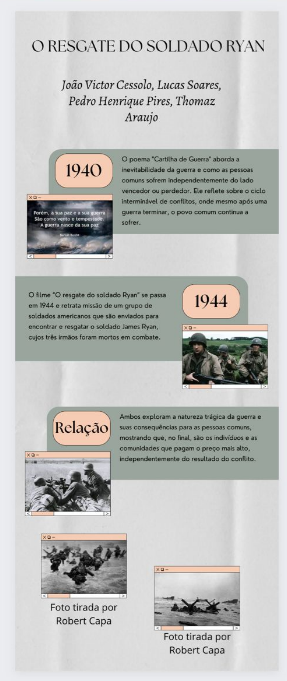 O RESGATE DO SOLDADO RYAN
João Victor Cessolo, Lucas Soares,
Pedro Henrique Pires, Thomaz
Araujo
1940
O poema "Cartilha de Guerra" aborda a
inevitabilidade da guerra e como as pessoas
comuns sofrem independentemente do lado
vencedor ou perdedor. Ele reflete sobre o ciclo
interminável de conflitos, onde mesmo após uma
guerra terminar, o povo comum continua a
sofrer.
Porém, a sua paz e a sua guerra
São como vento e tempestade
A guerra nasce da sua paz
O filme "O resgate do soldado Ryan" se passa
em 1944 e retrata missão de um grupo de
soldados americanos que são enviados para
encontrar e resgatar o soldado James Ryan,
cujos três irmãos foram mortos em combate.
1944
Relação
Ambos exploram a natureza trágica da guerra e
suas consequências para as pessoas comuns,
mostrando que, no final, são os indivíduos e as
comunidades que pagam o preço mais alto,
independentemente do resultado do conflito.
Foto tirada por
Robert Capa
Foto tirada por
Robert Capa